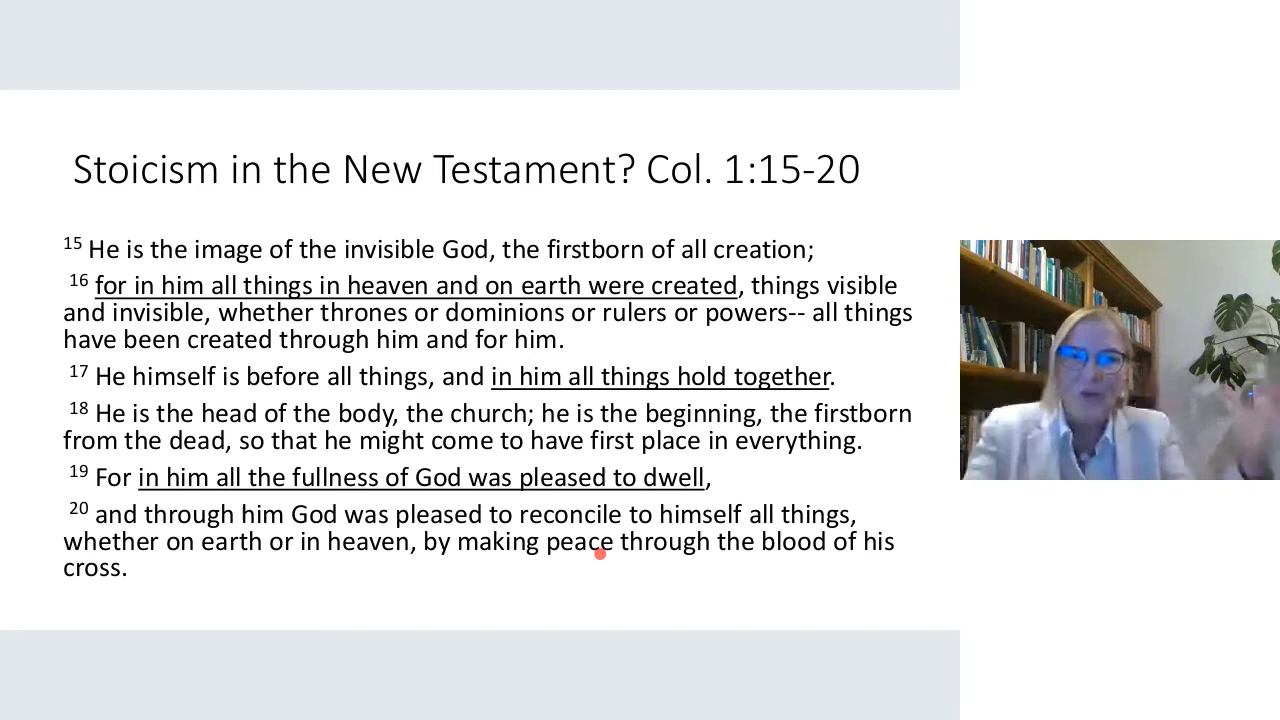 Stoicism in the New Testament? Col. 1:15-20
15 He is the image of the invisible God, the firstborn of all creation;
16 for in him all things in heaven and on earth were created, things visible
and invisible, whether thrones or dominions or rulers or powers-- all things
have been created through him and for him.
17 He himself is before all things, and in him all things hold together.
18 He is the head of the body, the church; he is the beginning, the firstborn
from the dead, so that he might come to have first place in everything.
19 For in him all the fullness of God was pleased to dwell,
20 and through him God was pleased to reconcile to himself all things,
whether on earth or in heaven, by making peace through the blood of his
cross.